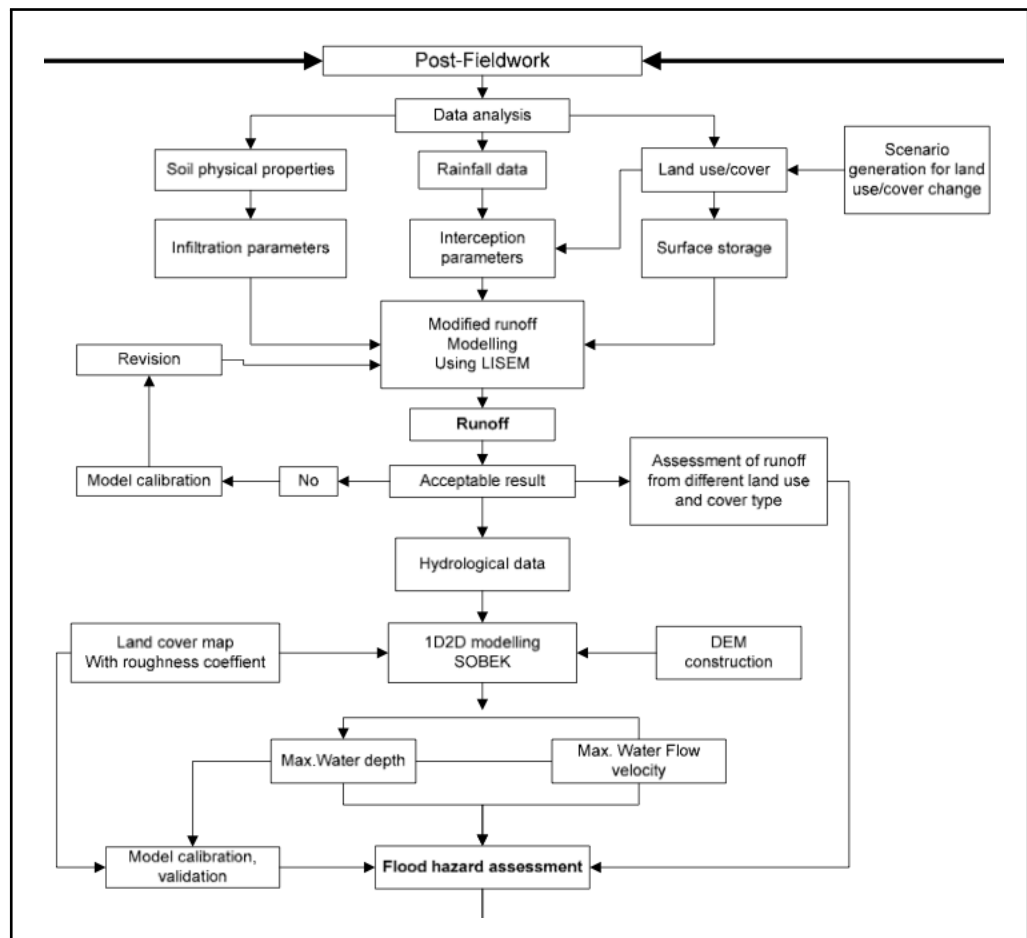 Post-Fieldwork
Data analysis
Soil physical properties
Rainfall data
Land use/cover
Scenario
generation for land
use/cover change
Infiltration parameters
Interception
parameters
Surface storage
Modified runoff
Modelling
Using LISEM
Revision
Runoff
Model calibration
No
Acceptable result
Assessment of runoff
from different land use
and cover type
Hydrological data
Land cover map
With roughness coeffient
1D2D modelling
SOBEK
DEM
construction
Max.Water depth
Max. Water Flow
velocity
Model calibration,
validation
Flood hazard assessment